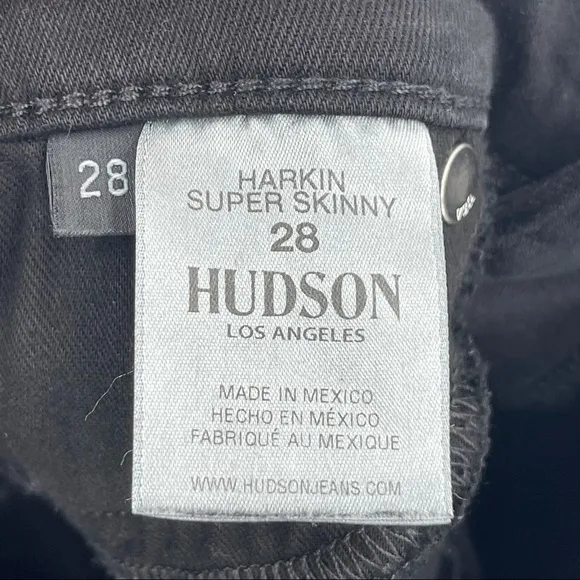 28
HARKIN
SUPER SKINNY
28
HUDSON
LOS ANGELES
MADE IN MEXICO
HECHO EN MÉXICO
FABRIQUÉ AU MEXIQUE
WWW.HUDSONJEANS.COM